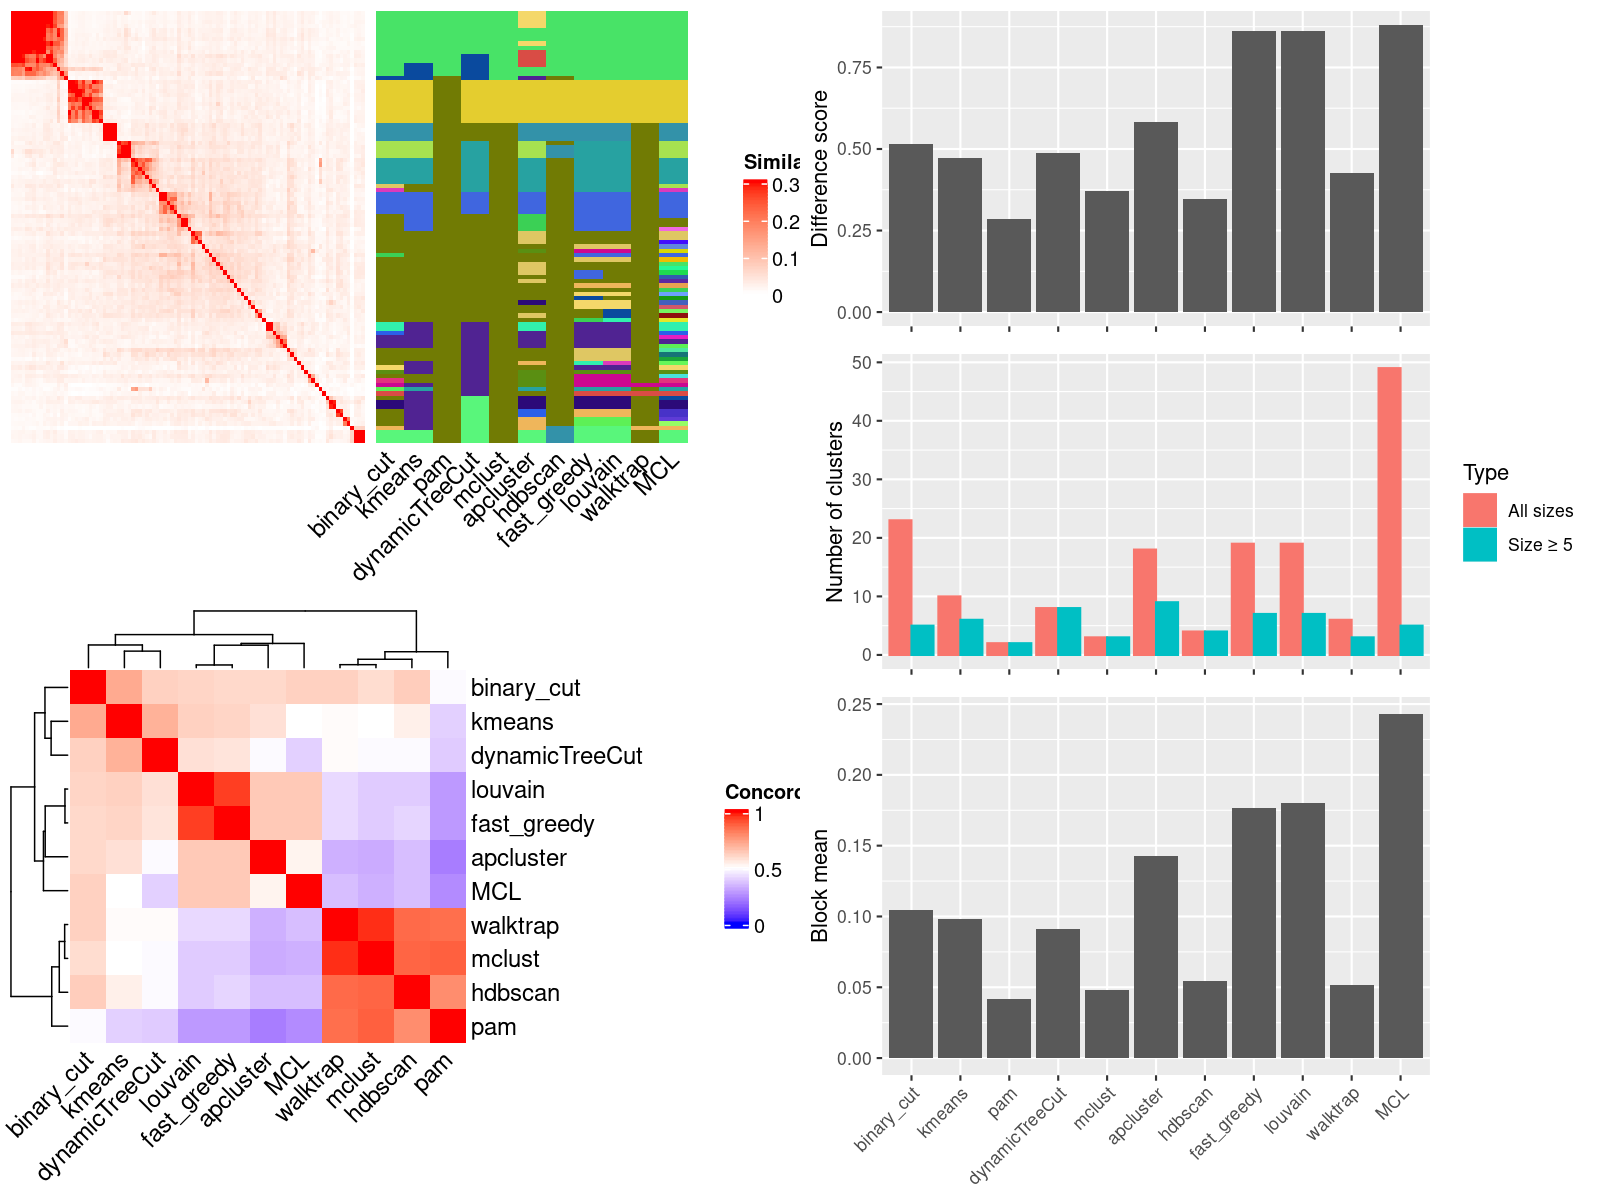 Simila
0.3
0.2
0.1
0
binary_cut
kmeans
pam
dynamicTreeCut
mclust
apcluster
hdbscan
fast_greedy
louvain
walktrap
MCL
binary_cut
kmeans
dynamicTreeCut
louvain
fast_greedy
apcluster
MCL
walktrap
mclust
hdbscan
pam
Concord
1
0.5
0
binary_cut
kmeans
dynamicTreeCut
louvain
fast_greedy
apcluster
MCL
walktrap
mclust
hdbscan
pam
Difference score
0.75
0.50
0.25
0.00
Number of clusters
50
40
30
20
10
0
Type
All sizes
Size ≥ 5
Block mean
0.25
0.20
0.15
0.10
0.05
0.00
binary_cut
kmeans
pam
dynamicTreeCut
mclust
apcluster
hdbscan
fast_greedy
louvain
walktrap
MCL